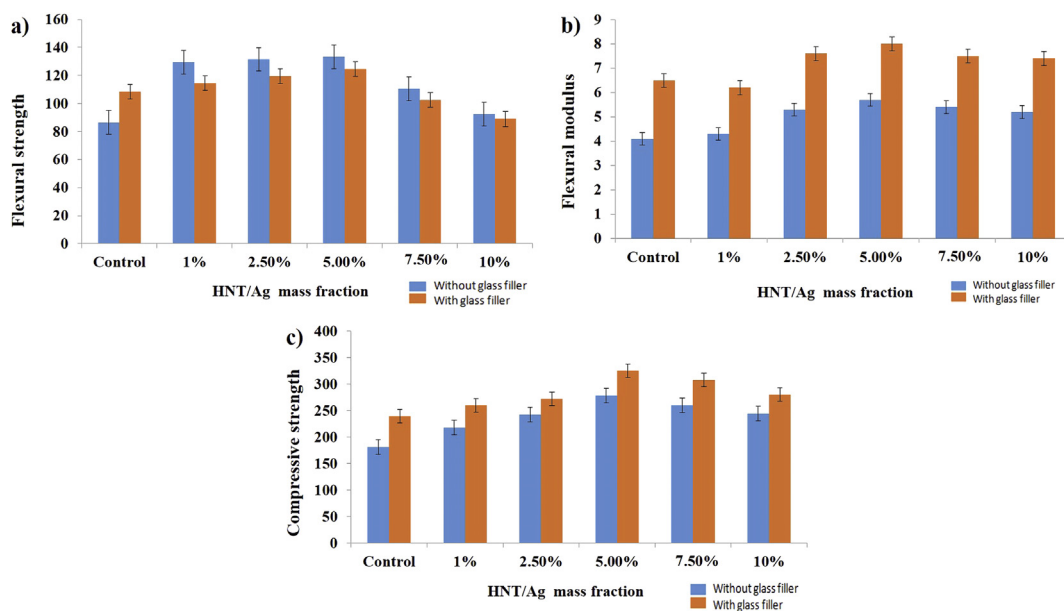 a)
Flexural strength
160
140
120
100
80
60
40
20
0
Control 1% 2.50% 5.00% 7.50% 10%
HNT/Ag mass fraction
Without glass filler
With glass filler
b)
Flexural modulus
9
8
7
6
5
4
3
2
1
0
Control 1% 2.50% 5.00% 7.50% 10%
HNT/Ag mass fraction
Without glass filler
With glass filler
c)
Compressive strength
400
350
300
250
200
150
100
50
0
Control 1% 2.50% 5.00% 7.50% 10%
HNT/Ag mass fraction
Without glass filler
With glass filler